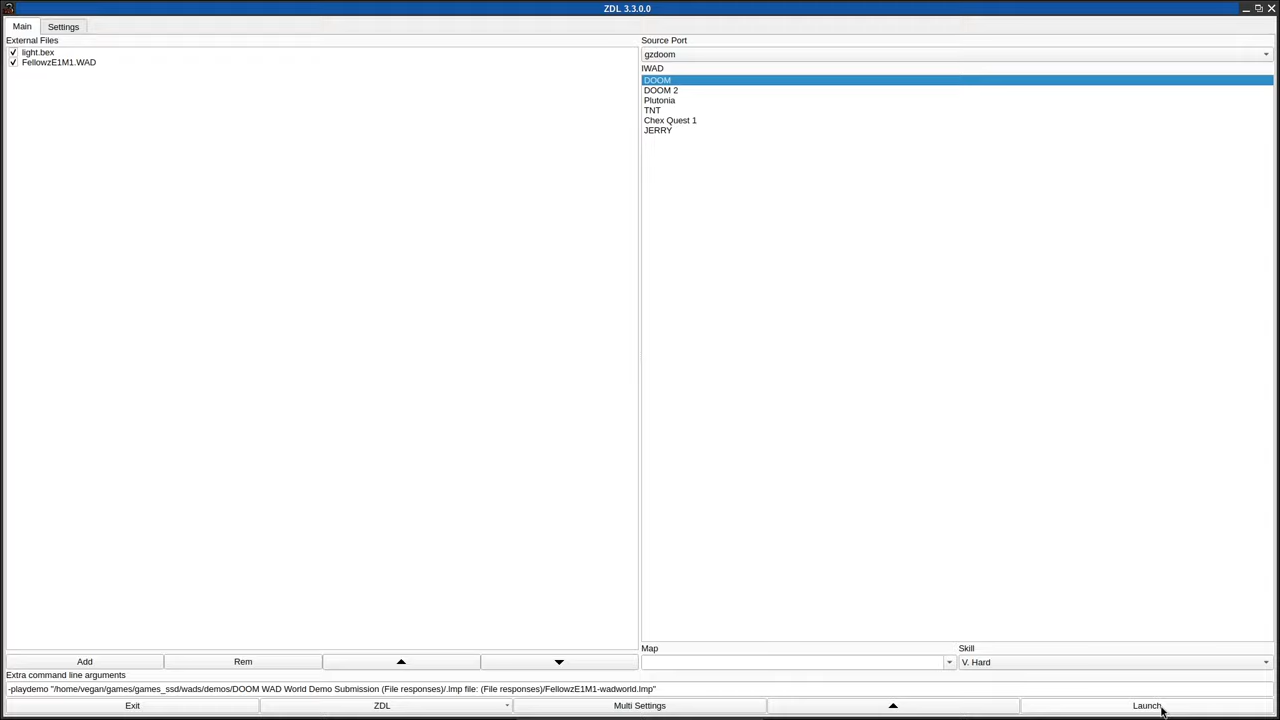 ZDL 3.3.0.0
Main
Settings
External Files
light.bex
FellowzE1M1.WAD
Source Port
gzdoom
IWAD
DOOM
DOOM 2
Plutonia
TNT
Chex Quest 1
JERRY
Map
Skill
V. Hard
Add
Rem
Extra command line arguments
-playdemo "/home/vegan/games/games_ssd/wads/demos/DOOM WAD World Demo Submission (File responses)/.lmp file: (File responses)/FellowzE1M1-wadworld.lmp"
Exit
ZDL
Multi Settings
Launch